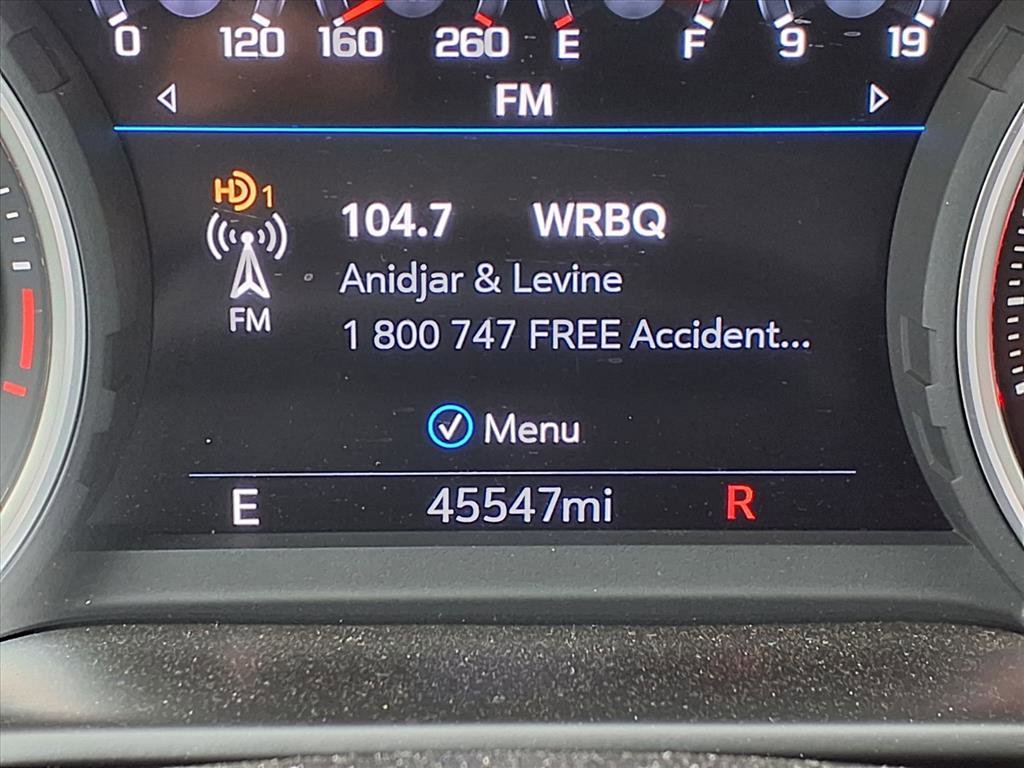 0 120 160 260 E F 9 19
FM
HD 1
104.7 WRBQ
Anidjar & Levine
FM
1 800 747 FREE Accident...
Menu
E 45547mi R